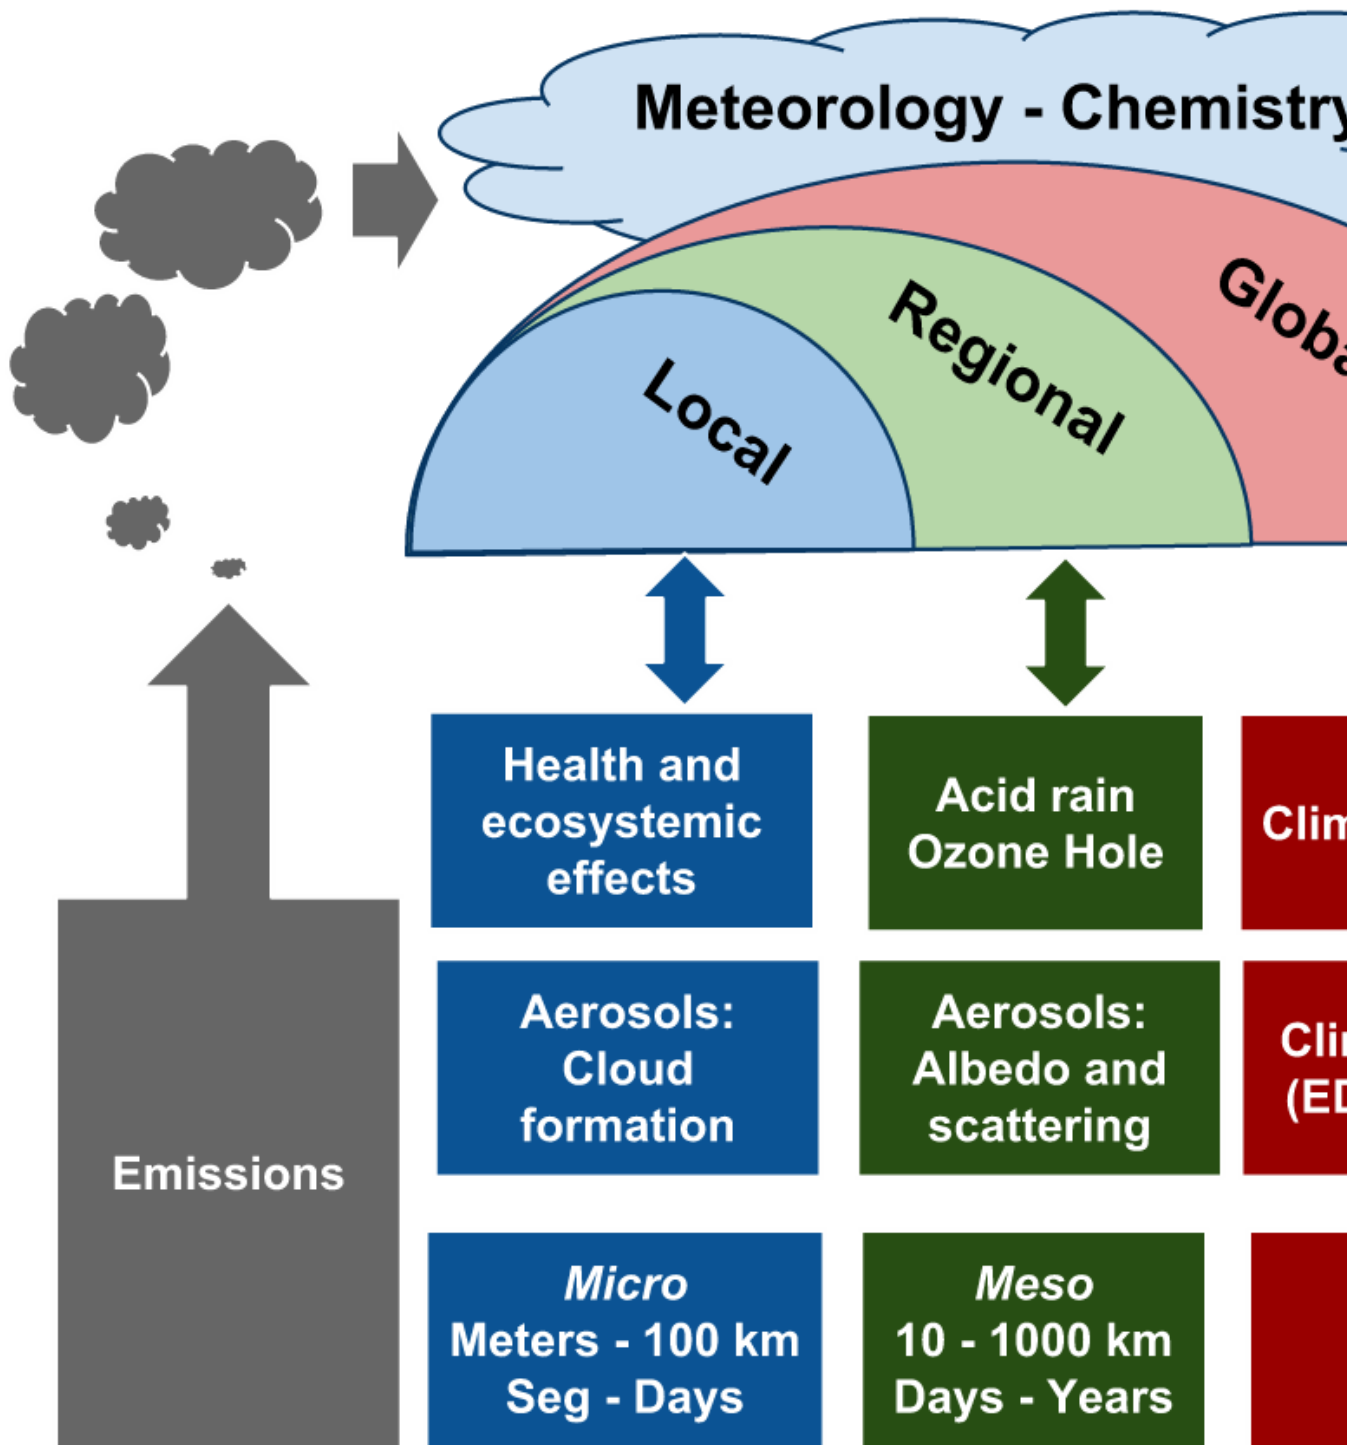 Meteorology - Chemistry
Global
Regional
Local
Health and
ecosystemic
effects
Acid rain
Ozone Hole
Aerosols:
Cloud
formation
Aerosols:
Albedo and
scattering
Emissions
Micro
Meters - 100 km
Seg - Days
Meso
10 - 1000 km
Days - Years